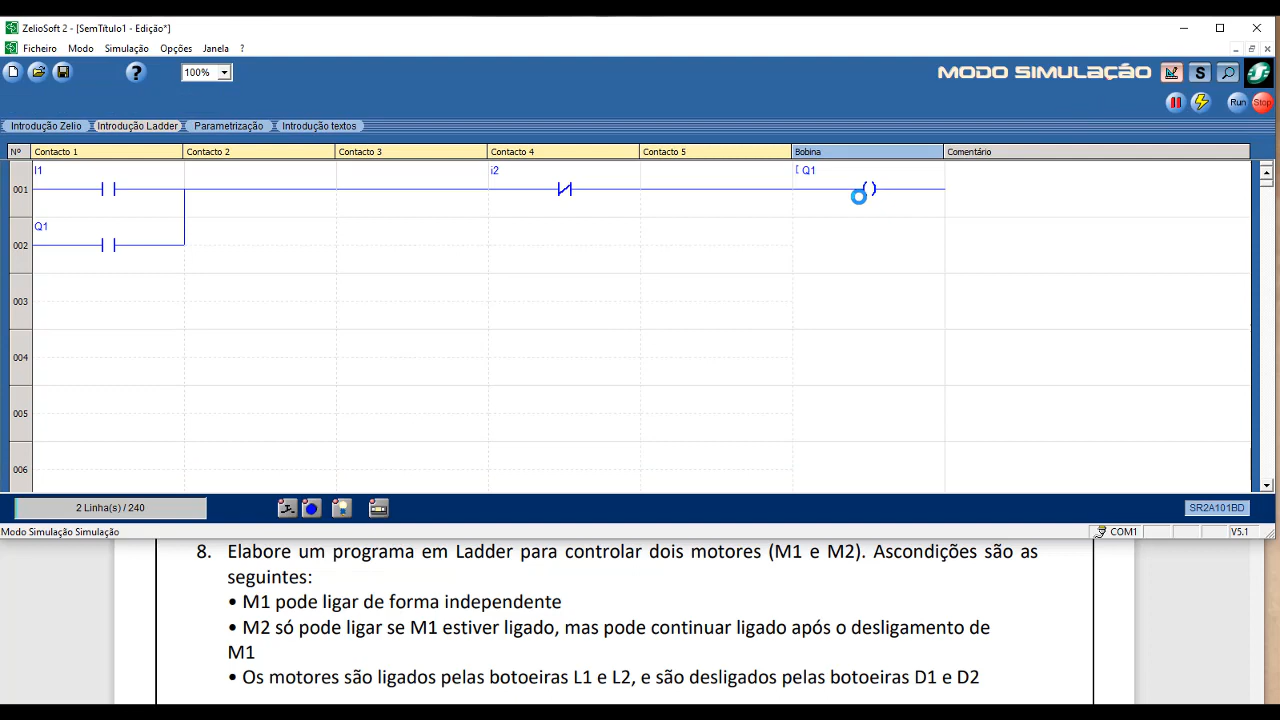 ZelioSoft 2 - [SemTítulo1 - Edição*]
Ficheiro Modo Simulação Opções Janela ?
100% MODO SIMULAÇÃO S
Run Stop
Introdução Zelio Introdução Ladder Parametrização Introdução textos
Nº Contacto 1 Contacto 2 Contacto 3 Contacto 4 Contacto 5 Bobina Comentário
I1 i2 [ Q1
001
Q1
002
003
004
005
006
2 Linha(s) / 240 SR2A101BD
Modo Simulação Simulação COM1 V5.1
8. Elabore um programa em Ladder para controlar dois motores (M1 e M2). Ascondições são as
seguintes:
• M1 pode ligar de forma independente
• M2 só pode ligar se M1 estiver ligado, mas pode continuar ligado após o desligamento de
M1
• Os motores são ligados pelas botoeiras L1 e L2, e são desligados pelas botoeiras D1 e D2